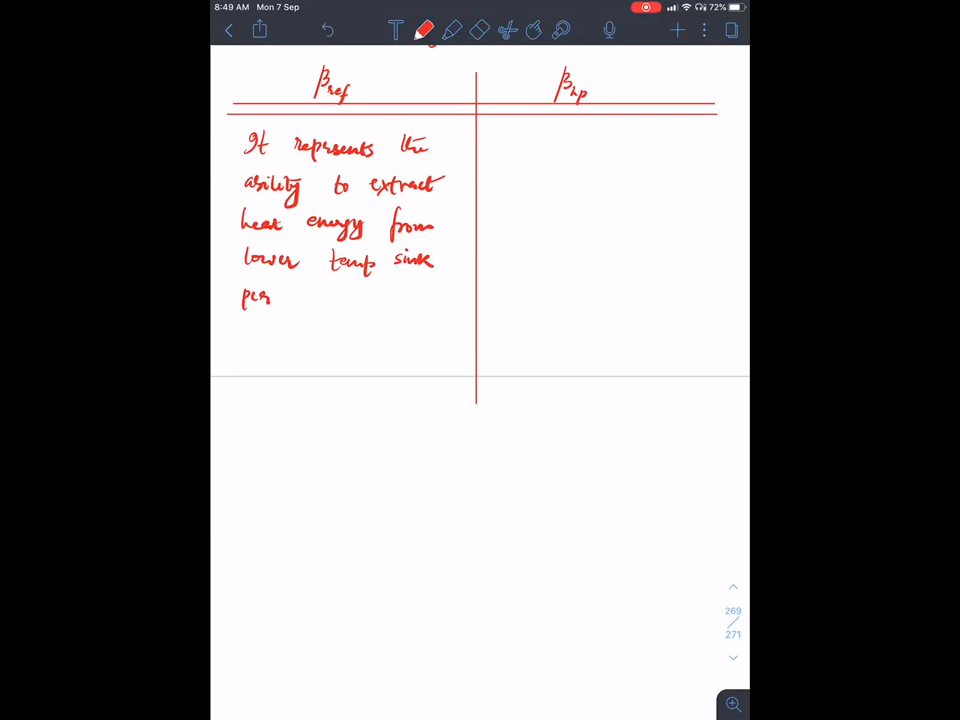 8:49 AM Mon 7 Sep 72%
T
βref βhp
It represents the
ability to extract
heat energy from
lower temp sink
per
269
271